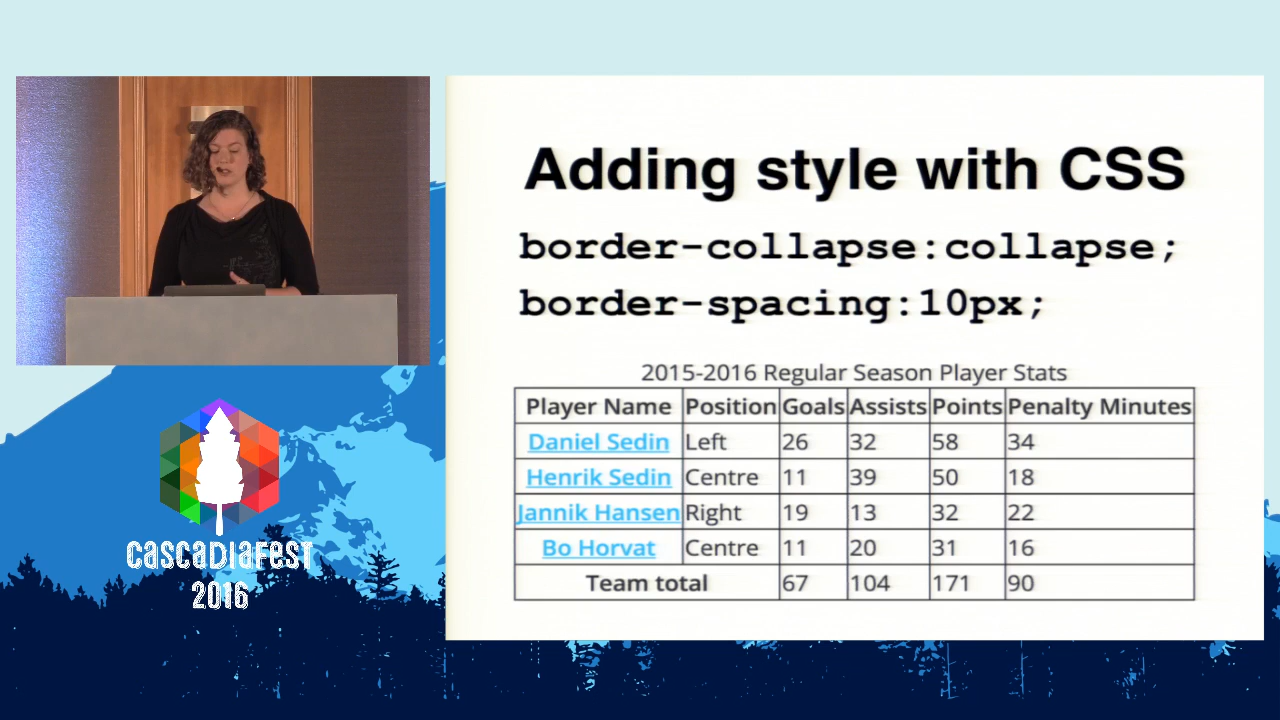 Adding style with CSS
border-collapse:collapse;
border-spacing:10px;
2015-2016 Regular Season Player Stats
Player Name Position Goals Assists Points Penalty Minutes
Daniel Sedin Left 26 32 58 34
Henrik Sedin Centre 11 39 50 18
Jannik Hansen Right 19 13 32 22
Bo Horvat Centre 11 20 31 16
Team total 67 104 171 90
CASCADIAFEST
2016